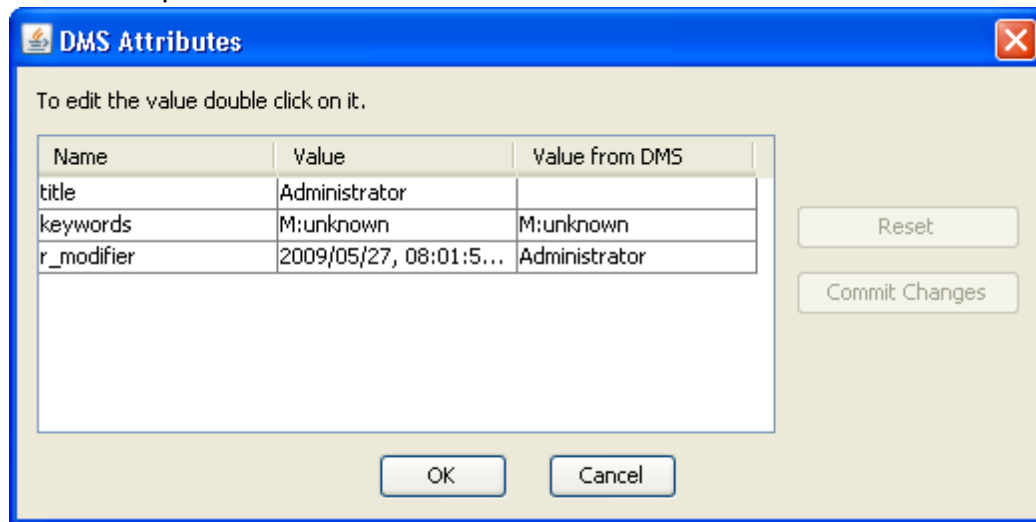 DMS Attributes
To edit the value double click on it.
Name Value Value from DMS
title Administrator
keywords M:unknown M:unknown
r_modifier 2009/05/27, 08:01:5... Administrator
Reset
Commit Changes
OK Cancel